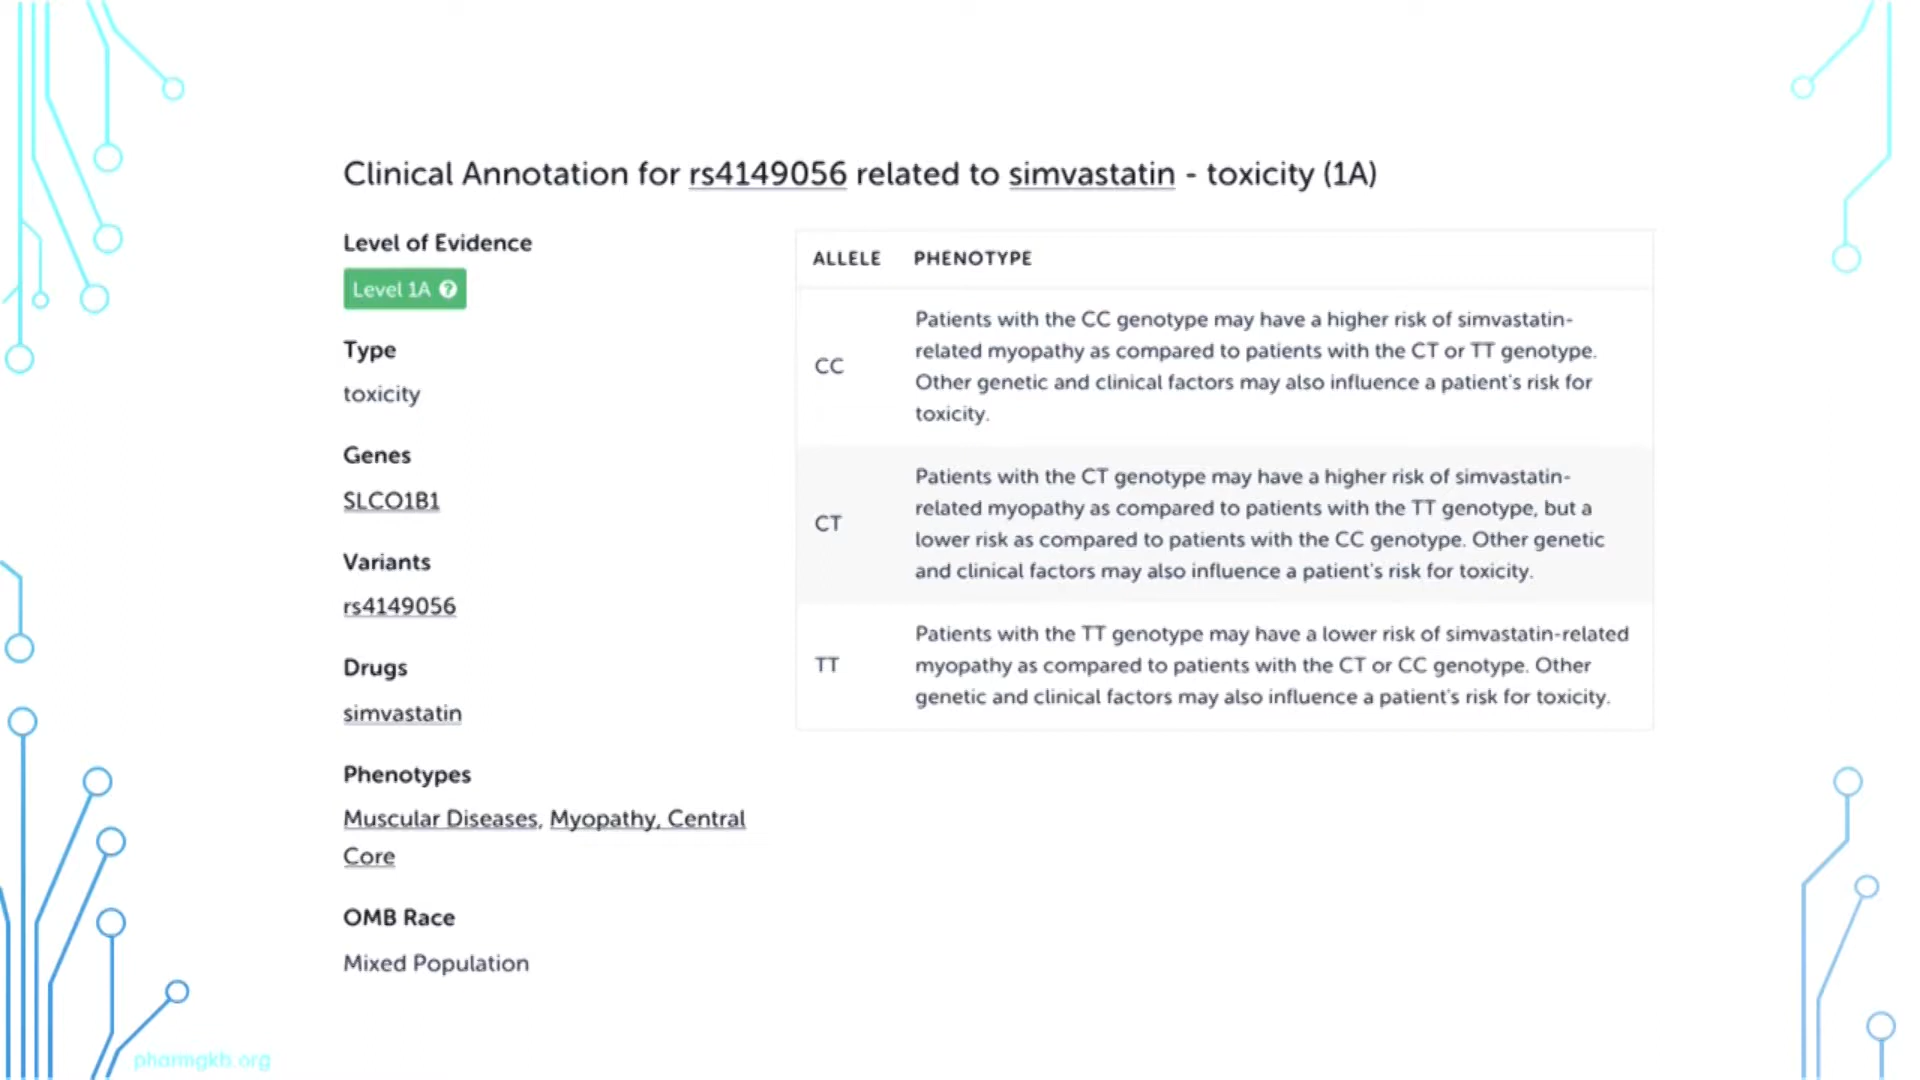 Clinical Annotation for rs4149056 related to simvastatin - toxicity (1A)
Level of Evidence
Level 1A ?
Type
toxicity
Genes
SLCO1B1
Variants
rs4149056
Drugs
simvastatin
Phenotypes
Muscular Diseases, Myopathy, Central
Core
OMB Race
Mixed Population
ALLELE PHENOTYPE
CC
Patients with the CC genotype may have a higher risk of simvastatin-
related myopathy as compared to patients with the CT or TT genotype.
Other genetic and clinical factors may also influence a patient's risk for
toxicity.
CT
Patients with the CT genotype may have a higher risk of simvastatin-
related myopathy as compared to patients with the TT genotype, but a
lower risk as compared to patients with the CC genotype. Other genetic
and clinical factors may also influence a patient's risk for toxicity.
TT
Patients with the TT genotype may have a lower risk of simvastatin-related
myopathy as compared to patients with the CT or CC genotype. Other
genetic and clinical factors may also influence a patient's risk for toxicity.
pharmgkb.org